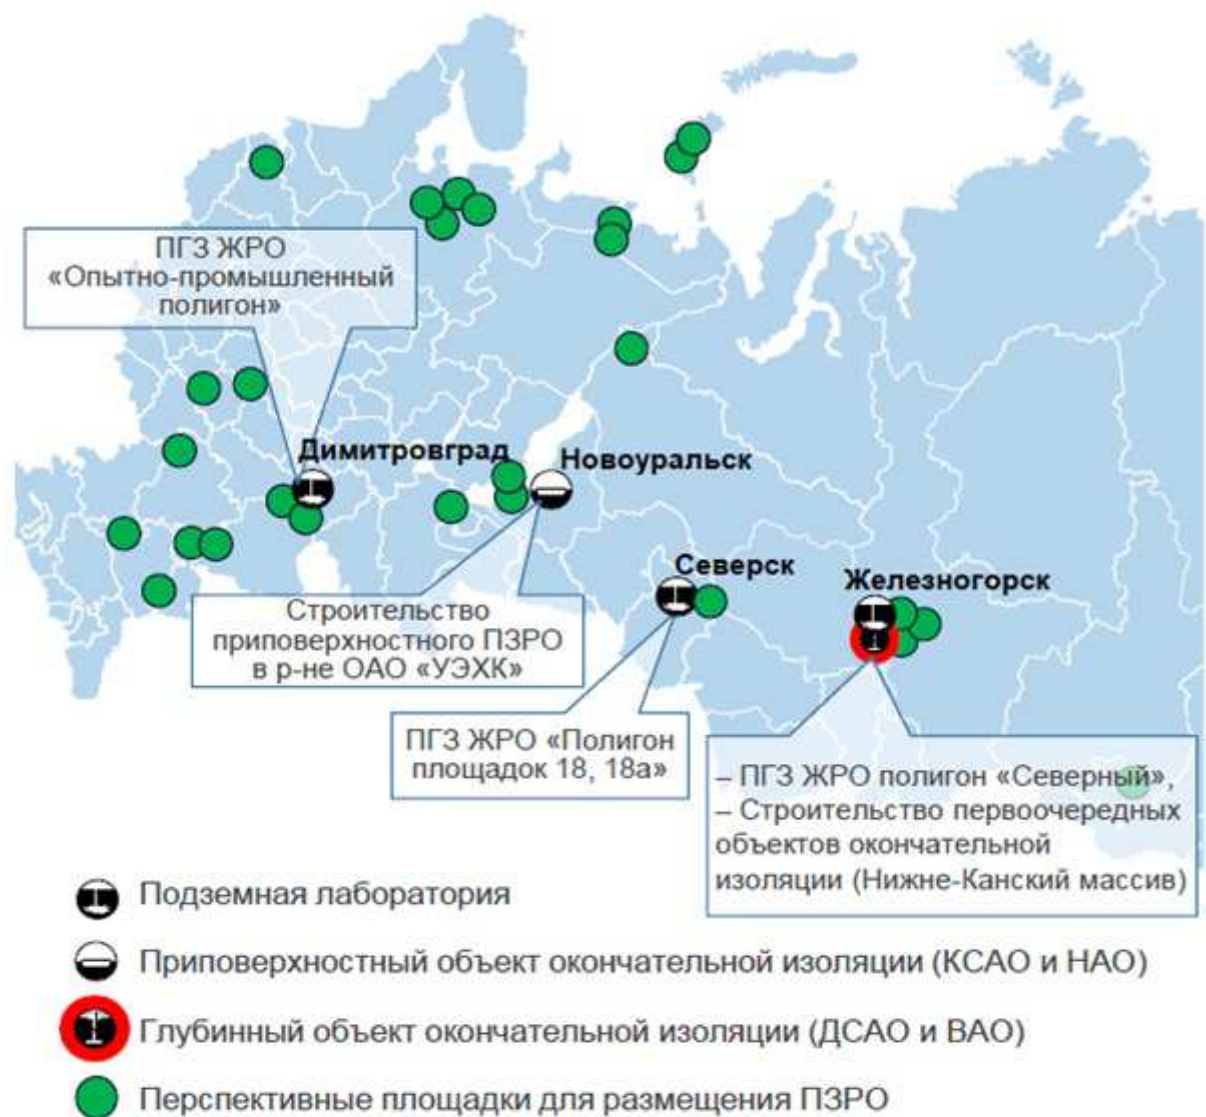 ПГЗ ЖРО
«Опытно-промышленный
полигон»
Димитровград
Новоуральск
Северск
Железногорск
Строительство
приповерхностного ПЗРО
в р-не ОАО «УЭХК»
ПГЗ ЖРО «Полигон
площадок 18, 18а»
– ПГЗ ЖРО полигон «Северный»,
– Строительство первоочередных
объектов окончательной
изоляции (Нижне-Канский массив)
Подземная лаборатория
Приповерхностный объект окончательной изоляции (КСАО и НАО)
Глубинный объект окончательной изоляции (ДСАО и ВАО)
Перспективные площадки для размещения ПЗРО